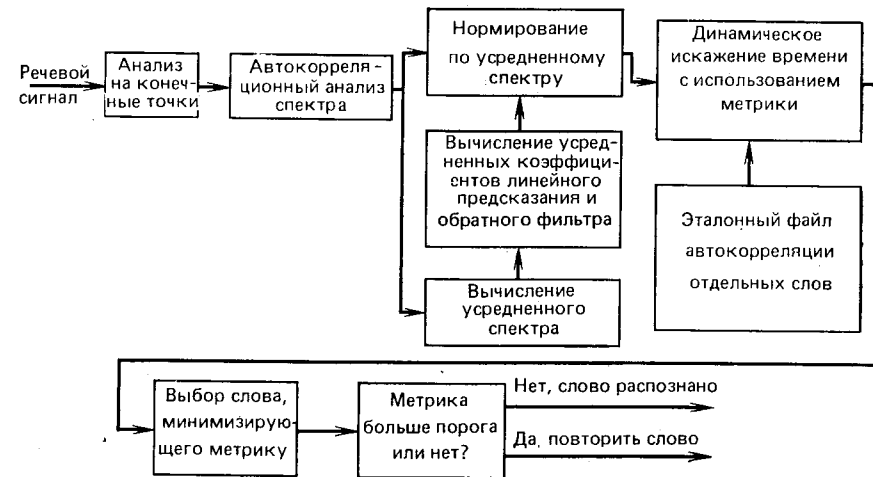 Речевой
сигнал
Анализ
на конеч-
ные точки
Автокорреля-
ционный анализ
спектра
Нормирование
по усредненному
спектру
Динамическое
искажение времени
с использованием
метрики
Вычисление усред-
ненных коэффици-
ентов линейного
предсказания и
обратного фильтра
Эталонный файл
автокорреляции
отдельных слов
Вычисление
усредненного
спектра
Выбор слова,
минимизирую-
щего метрику
Метрика
больше порога
или нет?
Нет, слово распознано
Да, повторить слово